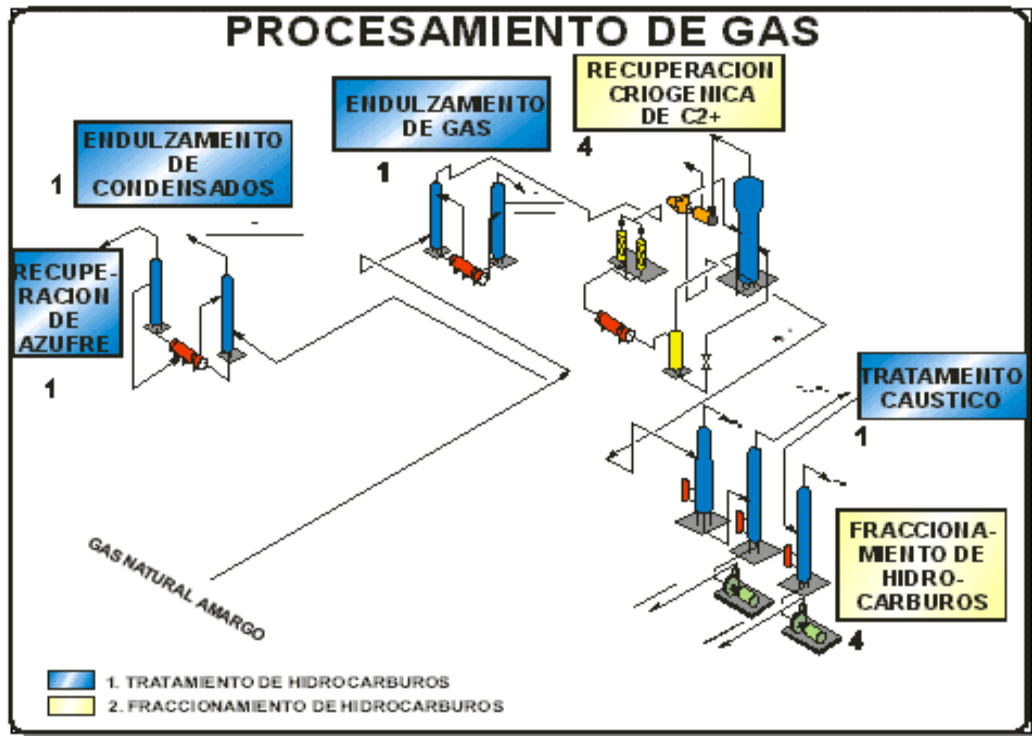 PROCESAMIENTO DE GAS
RECUPERACION
CRIOGENICA
DE C2+
4
ENDULZAMIENTO
DE GAS
1
ENDULZAMIENTO
DE
CONDENSADOS
1
RECUPE-
RACION
DE
AZUFRE
1
TRATAMIENTO
CAUSTICO
1
FRACCIONA-
MIENTO DE
HIDRO-
CARBUROS
4
GAS NATURAL AMARGO
1. TRATAMIENTO DE HIDROCARBUROS
2. FRACCIONAMIENTO DE HIDROCARBUROS